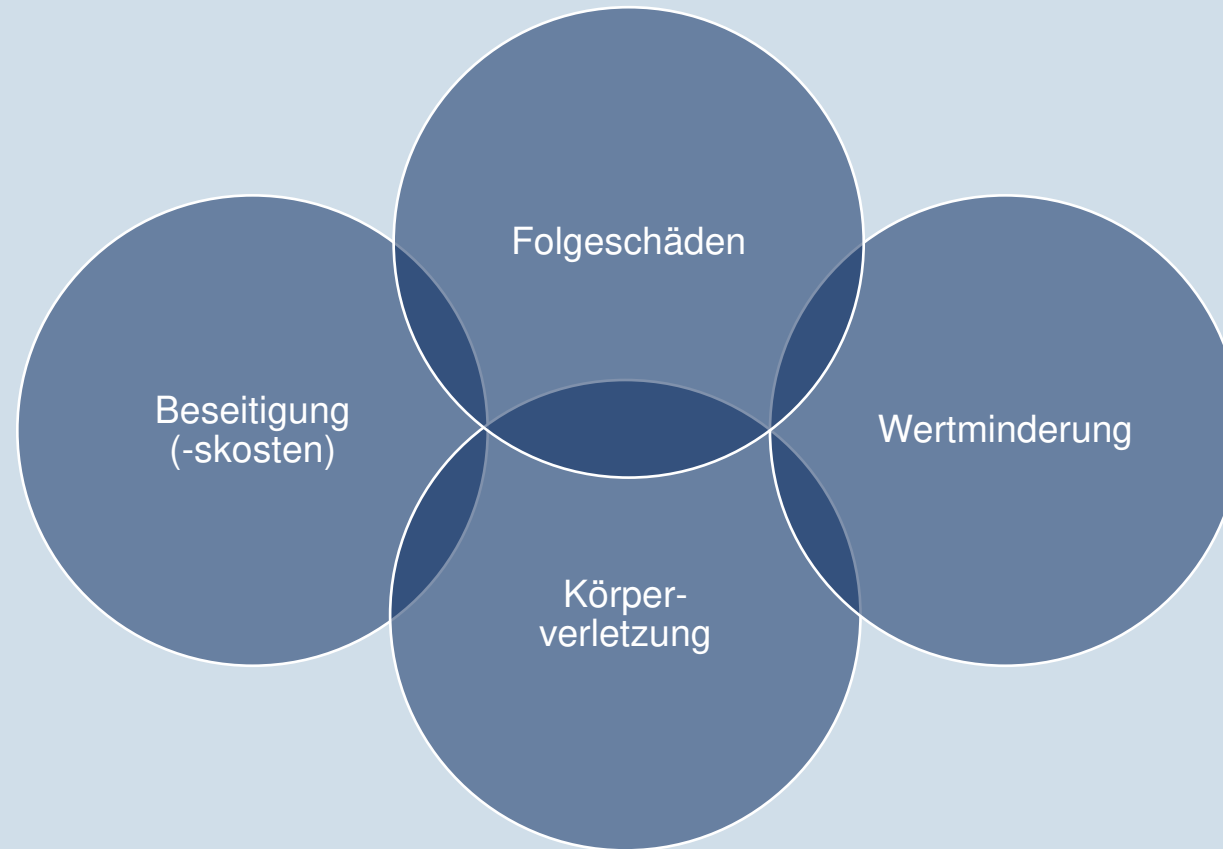 Folgeschäden
Beseitigung
(-skosten)
Wertminderung
Körper-
verletzung